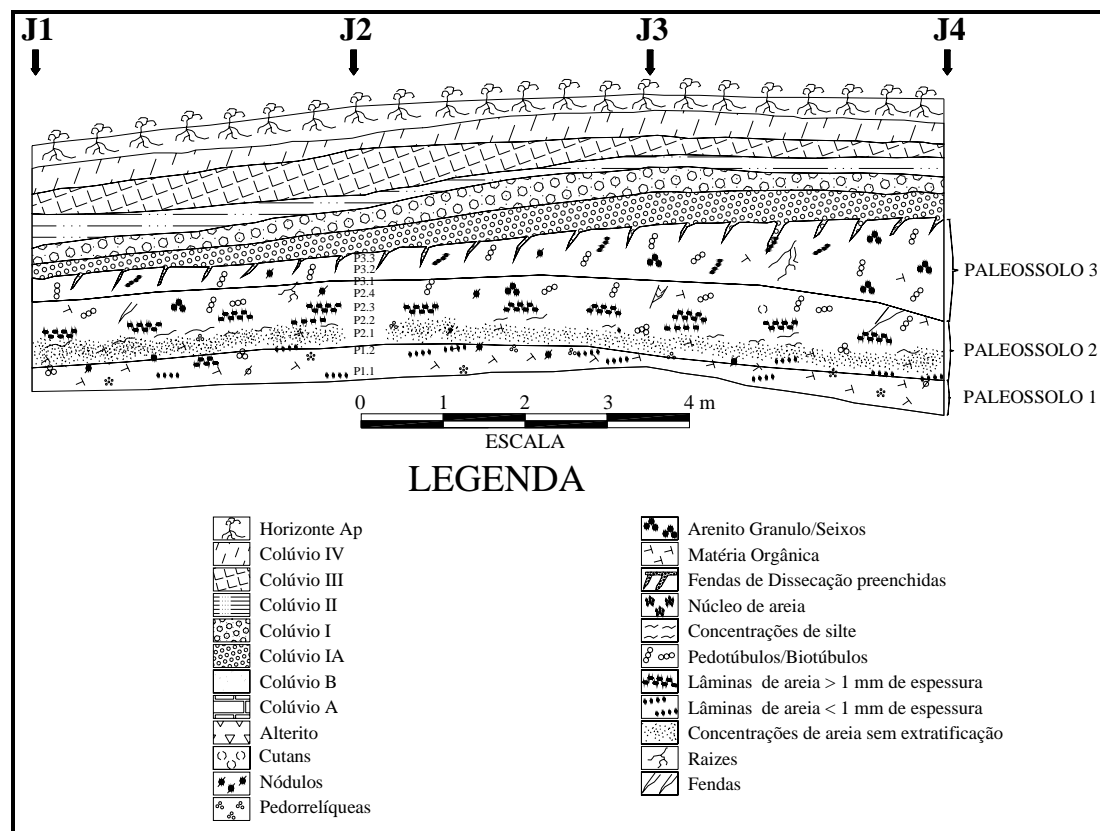 J1 J2 J3 J4
P3.3
P3.2
P3.1
P2.4
P2.3
P2.2
P2.1
P1.2
P1.1
PALEOSSOLO 3
PALEOSSOLO 2
PALEOSSOLO 1
0 1 2 3 4 m
ESCALA
LEGENDA
Horizonte Ap
Colúvio IV
Colúvio III
Colúvio II
Colúvio I
Colúvio IA
Colúvio B
Colúvio A
Alterito
Cutans
Nódulos
Pedorrelíqueas
Arenito Granulo/Seixos
Matéria Orgânica
Fendas de Dissecação preenchidas
Núcleo de areia
Concentrações de silte
Pedotúbulos/Biotúbulos
Lâminas de areia > 1 mm de espessura
Lâminas de areia < 1 mm de espessura
Concentrações de areia sem extratificação
Raizes
Fendas